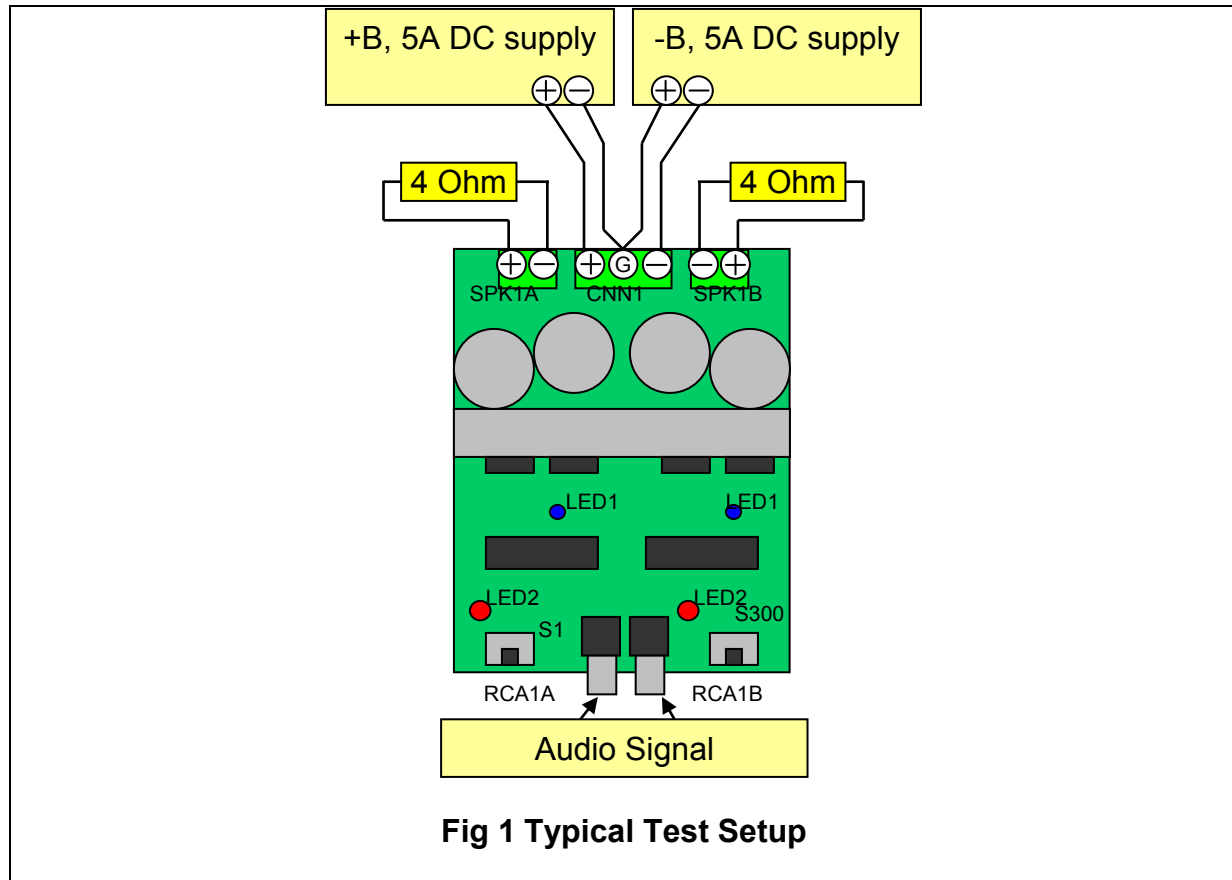 +B, 5A DC supply
-B, 5A DC supply
+ −
+ −
4 Ohm
4 Ohm
+ −
+ G −
− +
SPK1A
CNN1
SPK1B
LED1
LED1
LED2
LED2
S1
S300
RCA1A
RCA1B
Audio Signal
Fig 1 Typical Test Setup